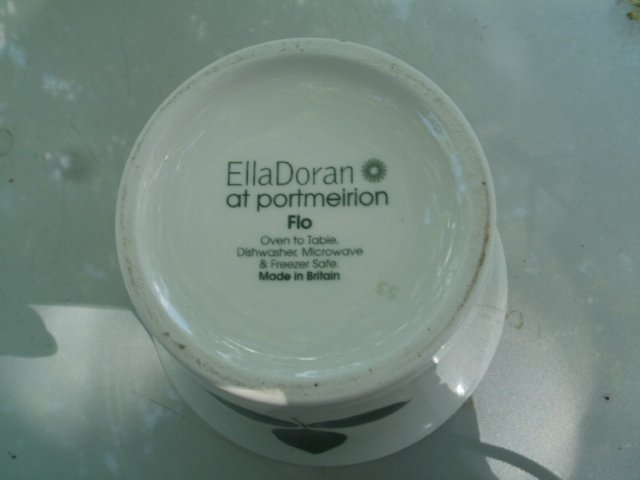 EllaDoran
at portmeirion
Flo
Oven to Table,
Dishwasher, Microwave
& Freezer Safe.
Made in Britain